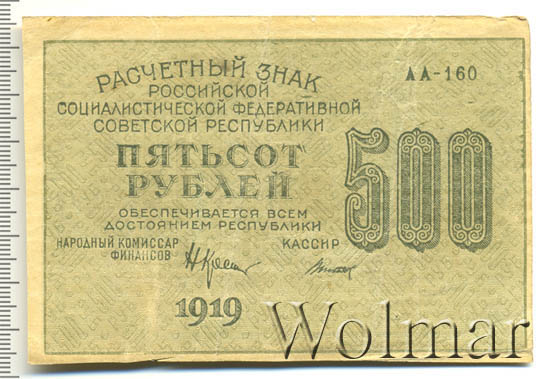 РАСЧЕТНЫЙ ЗНАК
РОССИЙСКОЙ
СОЦИАЛИСТИЧЕСКОЙ ФЕДЕРАТИВНОЙ
СОВЕТСКОЙ РЕСПУБЛИКИ
АА-160
ПЯТЬСОТ
РУБЛЕЙ
500
ОБЕСПЕЧИВАЕТСЯ ВСЕМ
ДОСТОЯНИЕМ РЕСПУБЛИКИ
НАРОДНЫЙ КОМИССАР
ФИНАНСОВ
КАССИР
1919
Wolmar